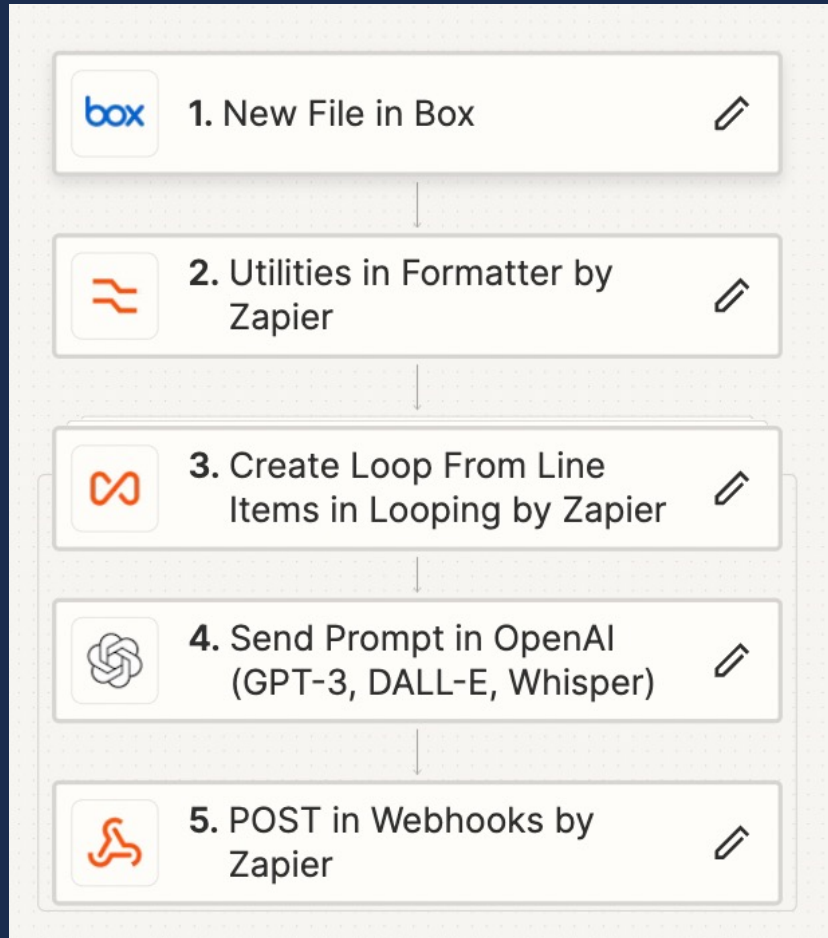 box
1. New File in Box
2. Utilities in Formatter by
Zapier
3. Create Loop From Line
Items in Looping by Zapier
4. Send Prompt in OpenAI
(GPT-3, DALL-E, Whisper)
5. POST in Webhooks by
Zapier